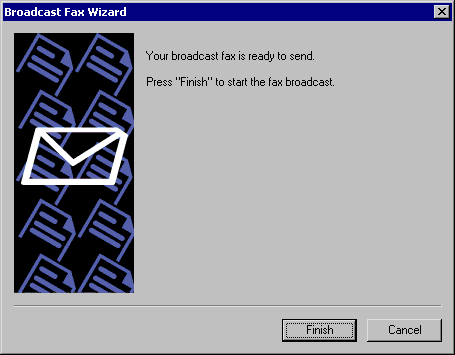 Broadcast Fax Wizard
Your broadcast fax is ready to send.
Press "Finish" to start the fax broadcast.
Finish
Cancel